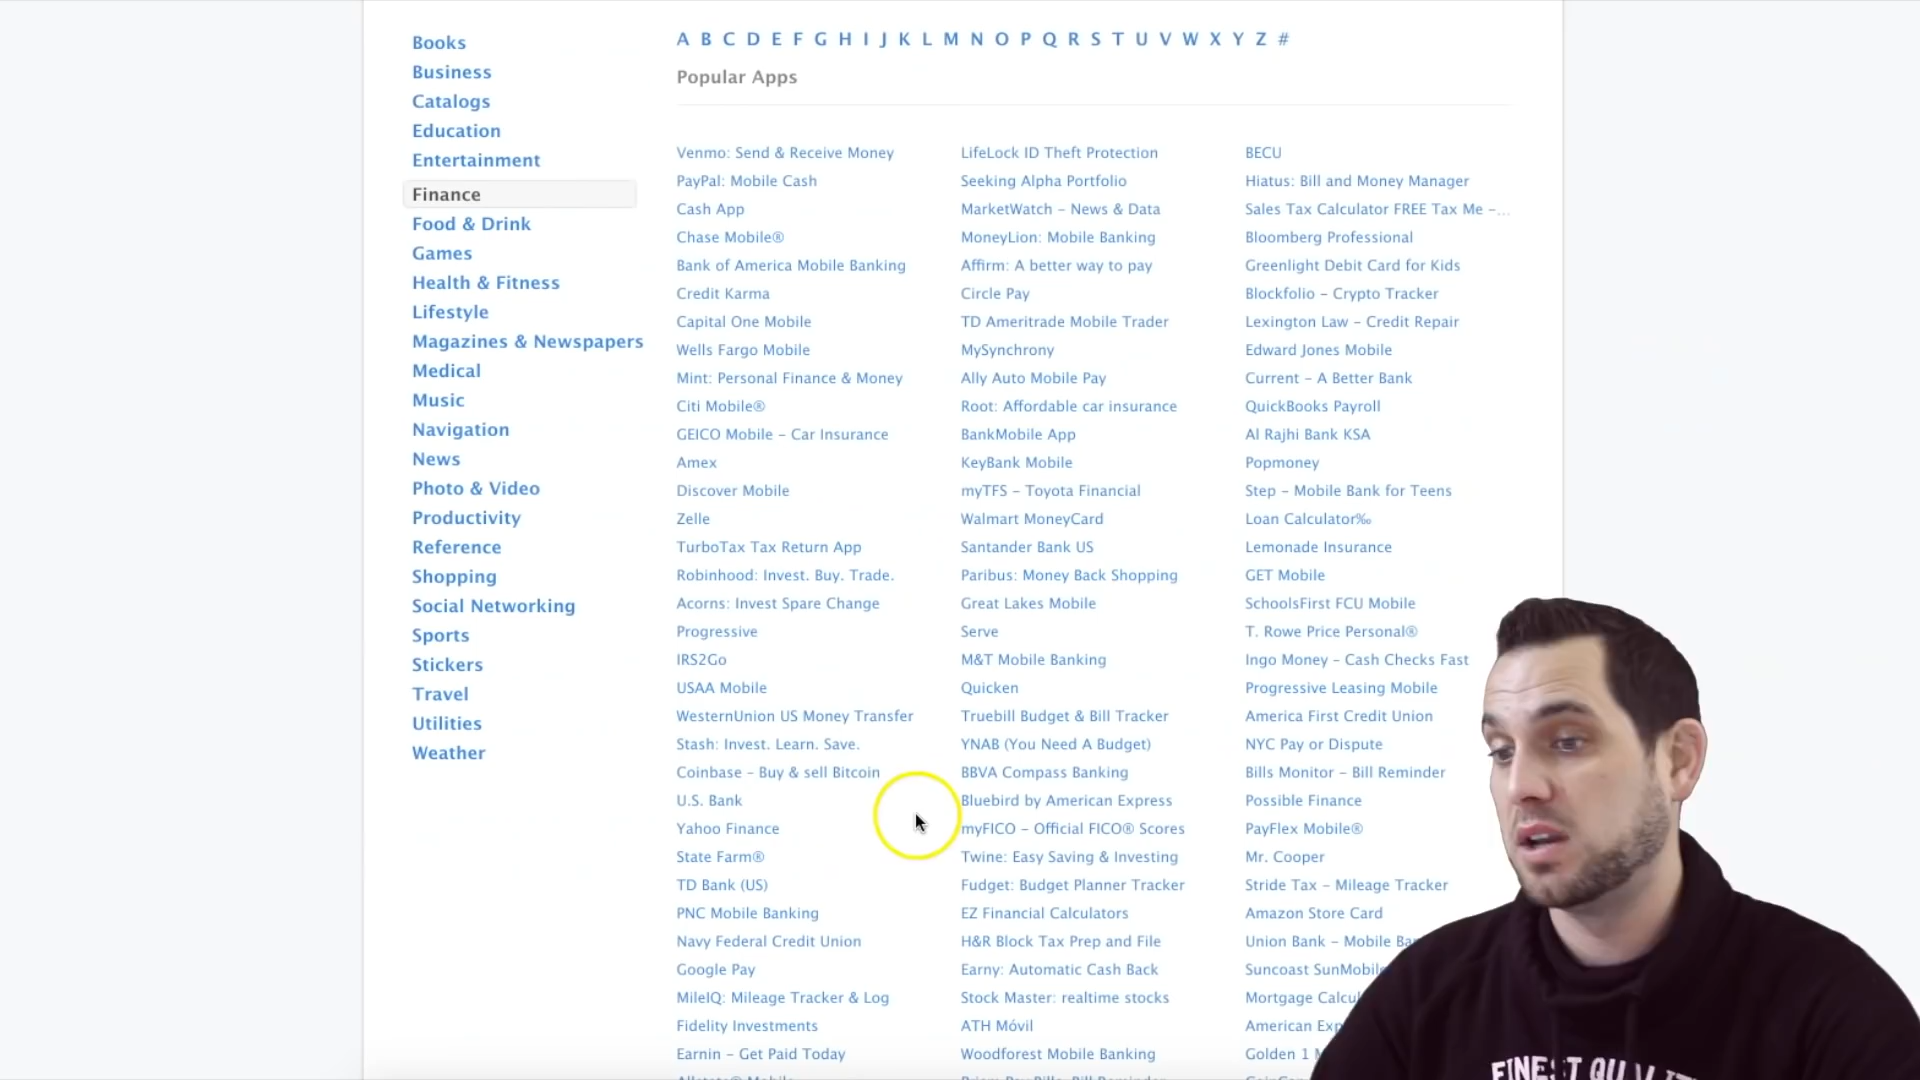 Books
Business
Catalogs
Education
Entertainment
Finance
Food & Drink
Games
Health & Fitness
Lifestyle
Magazines & Newspapers
Medical
Music
Navigation
News
Photo & Video
Productivity
Reference
Shopping
Social Networking
Sports
Stickers
Travel
Utilities
Weather
A B C D E F G H I J K L M N O P Q R S T U V W X Y Z #
Popular Apps
Venmo: Send & Receive Money
PayPal: Mobile Cash
Cash App
Chase Mobile®
Bank of America Mobile Banking
Credit Karma
Capital One Mobile
Wells Fargo Mobile
Mint: Personal Finance & Money
Citi Mobile®
GEICO Mobile – Car Insurance
Amex
Discover Mobile
Zelle
TurboTax Tax Return App
Robinhood: Invest. Buy. Trade.
Acorns: Invest Spare Change
Progressive
IRS2Go
USAA Mobile
WesternUnion US Money Transfer
Stash: Invest. Learn. Save.
Coinbase – Buy & sell Bitcoin
U.S. Bank
Yahoo Finance
State Farm®
TD Bank (US)
PNC Mobile Banking
Navy Federal Credit Union
Google Pay
MileIQ: Mileage Tracker & Log
Fidelity Investments
Earnin – Get Paid Today
LifeLock ID Theft Protection
Seeking Alpha Portfolio
MarketWatch – News & Data
MoneyLion: Mobile Banking
Affirm: A better way to pay
Circle Pay
TD Ameritrade Mobile Trader
MySynchrony
Ally Auto Mobile Pay
Root: Affordable car insurance
BankMobile App
KeyBank Mobile
myTFS – Toyota Financial
Walmart MoneyCard
Santander Bank US
Paribus: Money Back Shopping
Great Lakes Mobile
Serve
M&T Mobile Banking
Quicken
Truebill Budget & Bill Tracker
YNAB (You Need A Budget)
BBVA Compass Banking
Bluebird by American Express
myFICO – Official FICO® Scores
Twine: Easy Saving & Investing
Fudget: Budget Planner Tracker
EZ Financial Calculators
H&R Block Tax Prep and File
Earny: Automatic Cash Back
Stock Master: realtime stocks
ATH Móvil
Woodforest Mobile Banking
BECU
Hiatus: Bill and Money Manager
Sales Tax Calculator FREE Tax Me –...
Bloomberg Professional
Greenlight Debit Card for Kids
Blockfolio – Crypto Tracker
Lexington Law – Credit Repair
Edward Jones Mobile
Current – A Better Bank
QuickBooks Payroll
Al Rajhi Bank KSA
Popmoney
Step – Mobile Bank for Teens
Loan Calculator‰
Lemonade Insurance
GET Mobile
SchoolsFirst FCU Mobile
T. Rowe Price Personal®
Ingo Money – Cash Checks Fast
Progressive Leasing Mobile
America First Credit Union
NYC Pay or Dispute
Bills Monitor – Bill Reminder
Possible Finance
PayFlex Mobile®
Mr. Cooper
Stride Tax – Mileage Tracker
Amazon Store Card
Union Bank – Mobile
Suncoast SunMobile
Mortgage
American
Golden 1
FINEST